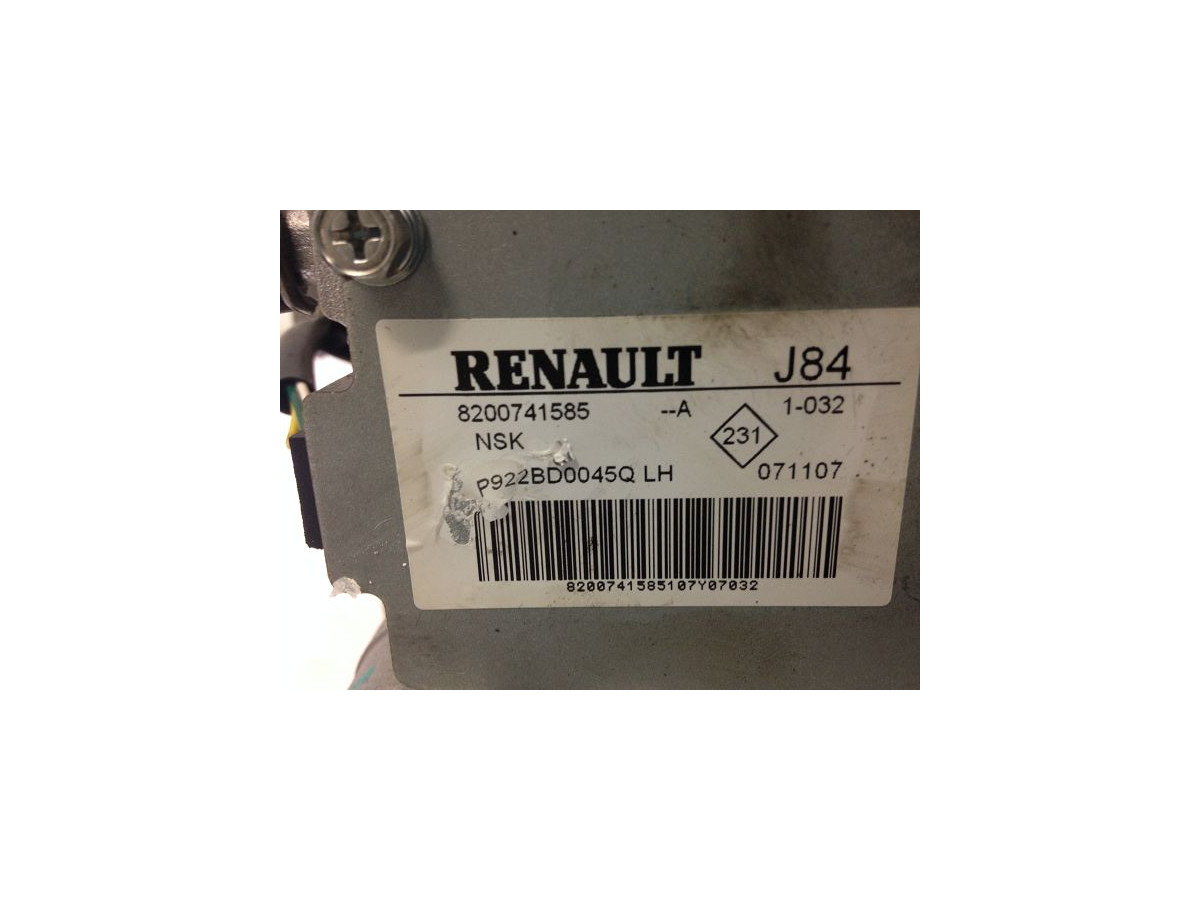 RENAULT J84
8200741585 --A 1-032
NSK 231
P922BD0045Q LH 071107
8200741585107Y07032